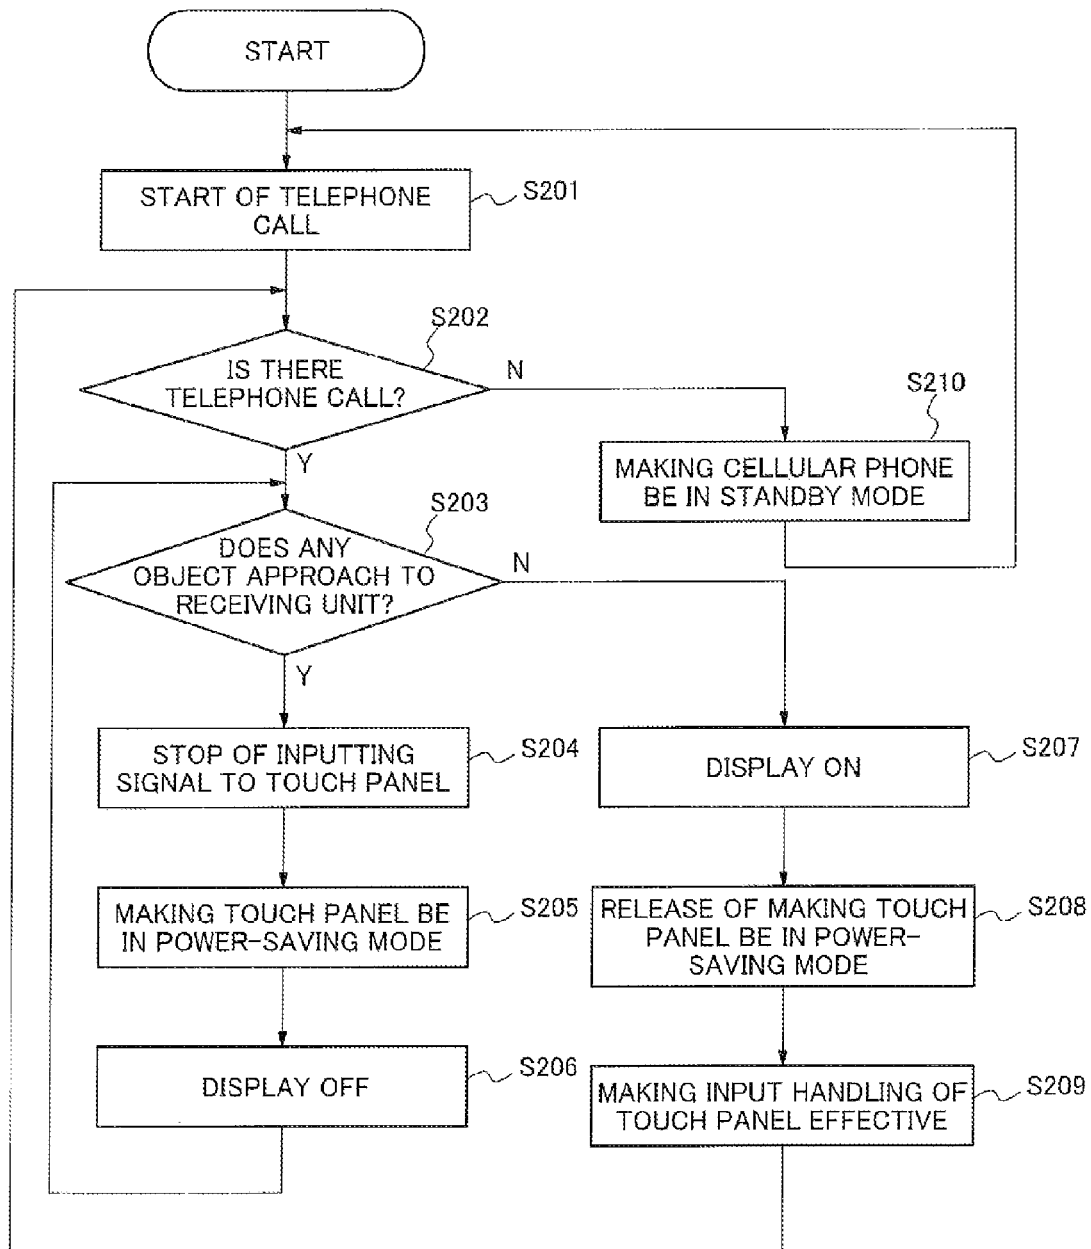 START
START OF TELEPHONE
CALL
S201
IS THERE
TELEPHONE CALL?
S202
N
Y
MAKING CELLULAR PHONE
BE IN STANDBY MODE
S210
DOES ANY
OBJECT APPROACH TO
RECEIVING UNIT?
S203
N
Y
STOP OF INPUTTING
SIGNAL TO TOUCH PANEL
S204
DISPLAY ON
S207
MAKING TOUCH PANEL BE
IN POWER-SAVING MODE
S205
RELEASE OF MAKING TOUCH
PANEL BE IN POWER-
SAVING MODE
S208
DISPLAY OFF
S206
MAKING INPUT HANDLING OF
TOUCH PANEL EFFECTIVE
S209